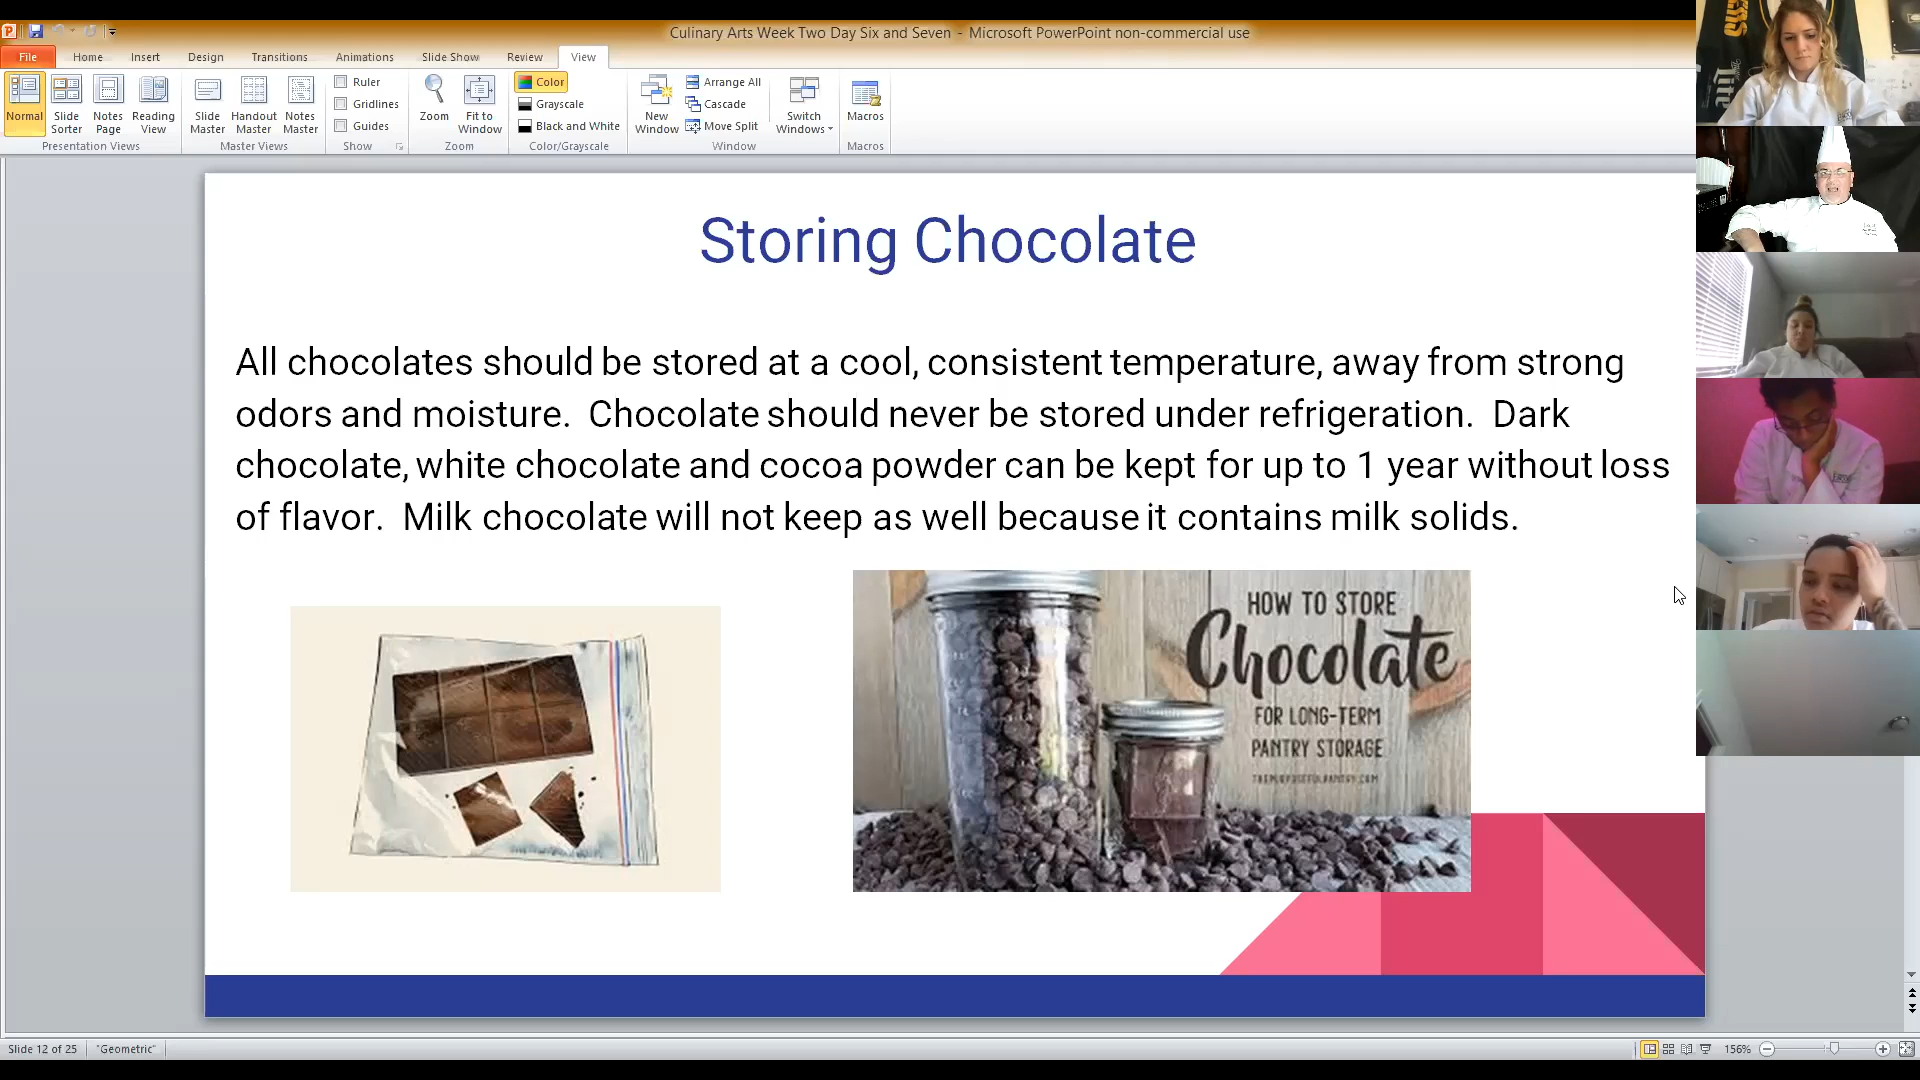 Culinary Arts Week Two Day Six and Seven - Microsoft PowerPoint non-commercial use
File Home Insert Design Transitions Animations Slide Show Review View
Normal Slide Sorter Notes Page Reading View
Presentation Views
Slide Master Handout Master Notes Master
Master Views
Ruler
Gridlines
Guides
Show
Zoom Fit to Window
Zoom
Color
Grayscale
Black and White
Color/Grayscale
New Window
Arrange All
Cascade
Move Split
Switch Windows
Window
Macros
Macros
Storing Chocolate
All chocolates should be stored at a cool, consistent temperature, away from strong
odors and moisture. Chocolate should never be stored under refrigeration. Dark
chocolate, white chocolate and cocoa powder can be kept for up to 1 year without loss
of flavor. Milk chocolate will not keep as well because it contains milk solids.
HOW TO STORE
Chocolate
FOR LONG-TERM
PANTRY STORAGE
THEPURPOSEFULPANTRY.COM
Lite
Slide 12 of 25 "Geometric" 156%